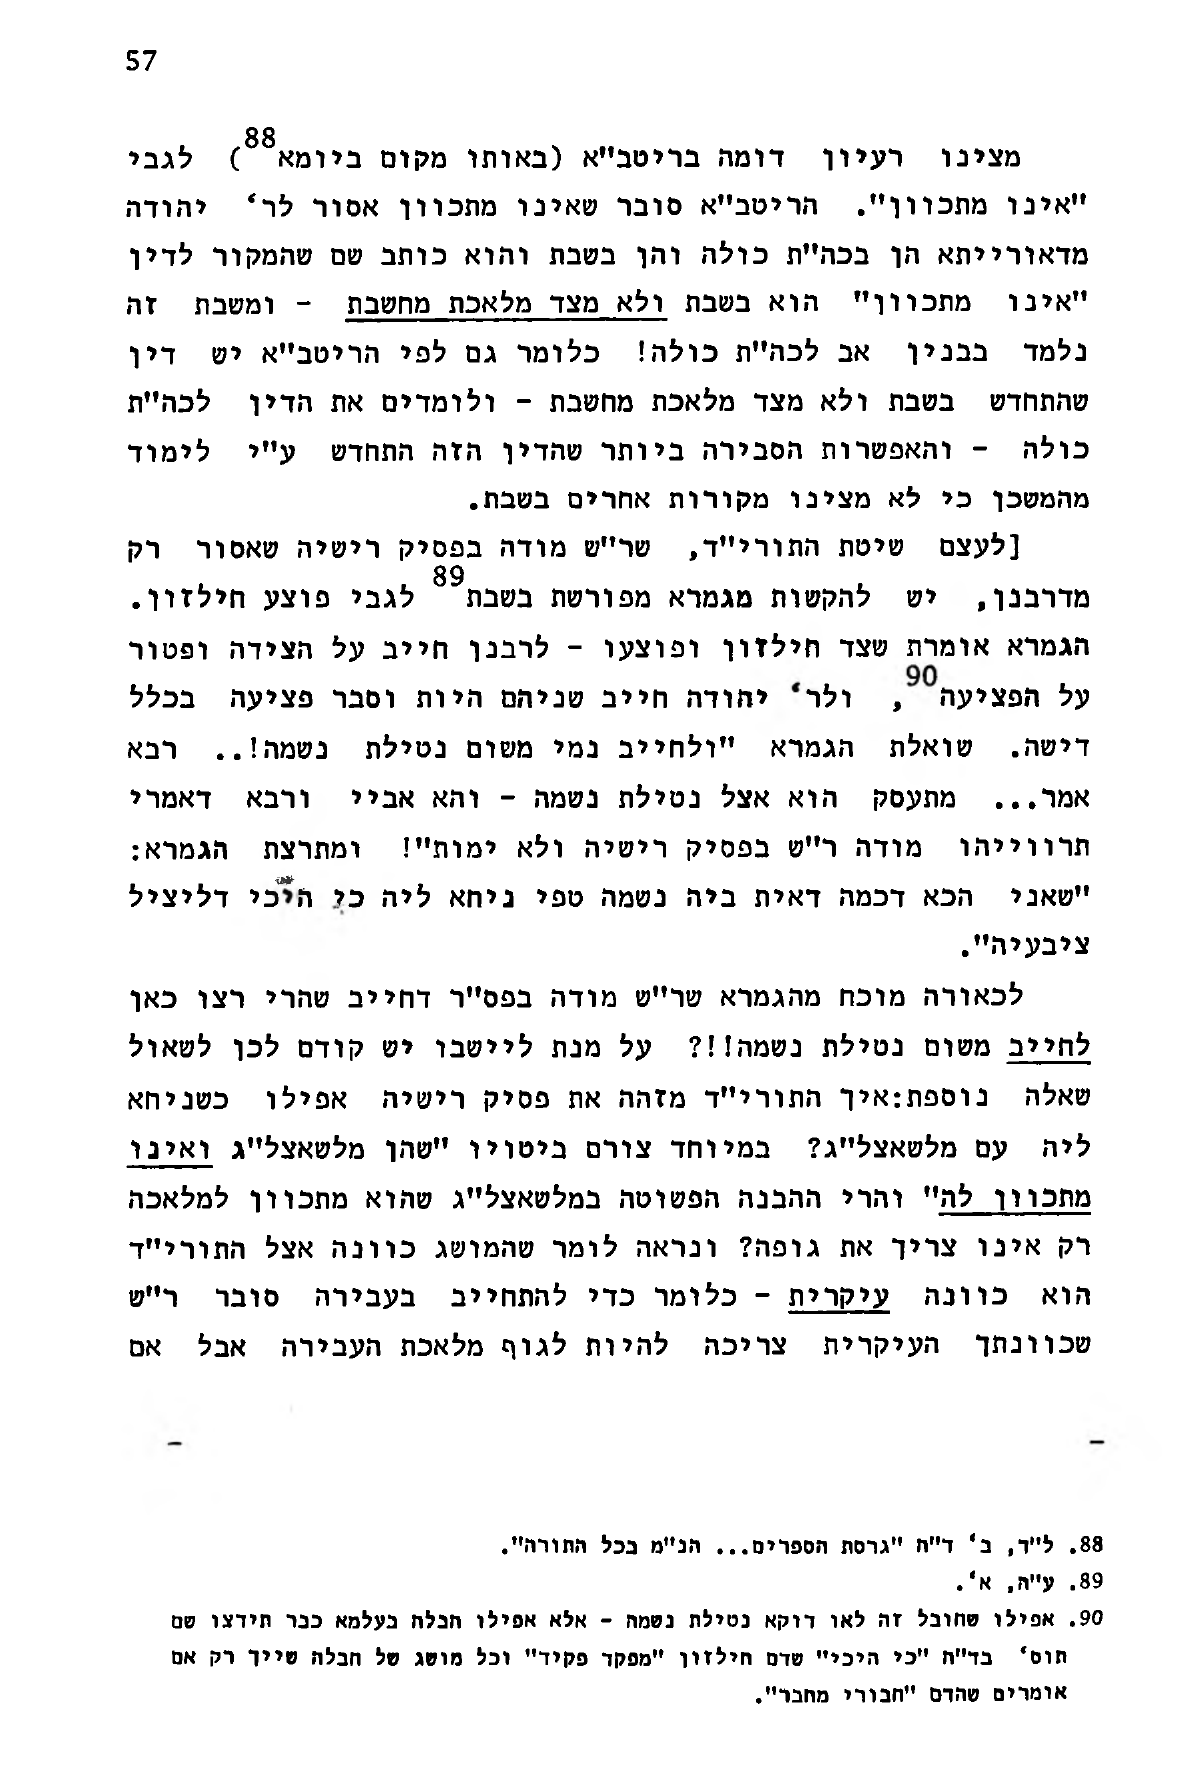 57
מצינו רעיון דומה בריטב"א (באותו מקום ביומא88) לגבי
"אינו מתכוון". הריטב"א סובר שאינו מתכוון אסור לר' יהודה
מדאורייתא הן בכה"ת כולה והן בשבת והוא כותב שם שהמקור לדין
"אינו מתכוון" הוא בשבת ולא מצד מלאכת מחשבת - ומשבת זה
נלמד בבנין אב לכה"ת כולה! כלומר גם לפי הריטב"א יש דין
שהתחדש בשבת ולא מצד מלאכת מחשבת - ולומדים את הדין לכה"ת
כולה - והאפשרות הסבירה ביותר שהדין הזה התחדש ע"י לימוד
מהמשכן כי לא מצינו מקורות אחרים בשבת.
[לעצם שיטת התורי"ד, שר"ש מודה בפסיק רישיה שאסור רק
מדרבנן, יש להקשות מגמרא מפורשת בשבת89 לגבי פוצע חילזון.
הגמרא אומרת שצד חילזון ופוצעו - לרבנן חייב על הצידה ופטור
על הפציעה90, ולר' יהודה חייב שניהם היות וסבר פציעה בכלל
דישה. שואלת הגמרא "ולחייב נמי משום נטילת נשמה!.. רבא
אמר... מתעסק הוא אצל נטילת נשמה - והא אביי ורבא דאמרי
תרווייהו מודה ר"ש בפסיק רישיה ולא ימות"! ומתרצת הגמרא:
"שאני הכא דכמה דאית ביה נשמה טפי ניחא ליה כי היכי דליציל
ציבעיה".
לכאורה מוכח מהגמרא שר"ש מודה בפס"ר דחייב שהרי רצו כאן
לחייב משום נטילת נשמה!!? על מנת ליישבו יש קודם לכן לשאול
שאלה נוספת:איך התורי"ד מזהה את פסיק רישיה אפילו כשניחא
ליה עם מלשאצל"ג? במיוחד צורם ביטויו "שהן מלשאצל"ג ואינו
מתכוון לה" והרי ההבנה הפשוטה במלשאצל"ג שהוא מתכוון למלאכה
רק אינו צריך את גופה? ונראה לומר שהמושג כוונה אצל התורי"ד
הוא כוונה עיקרית - כלומר כדי להתחייב בעבירה סובר ר"ש
שכוונתך העיקרית צריכה להיות לגוף מלאכת העבירה אבל אם
88. ל"ד, ב' ד"ח "גרסת הספרים... הנ"מ בכל התורה".
89. ע"ה, א'.
90. אפילו שחובל זה לאו דוקא נטילת נשמה - אלא אפילו חבלה בעלמא כבר תידצו שם
תוס' בד"ח "כי היכי" שדם חילזון "מפקד פקיד" וכל מושג של חבלה שייך רק אם
אומרים שהדם "חבורי מחבר".